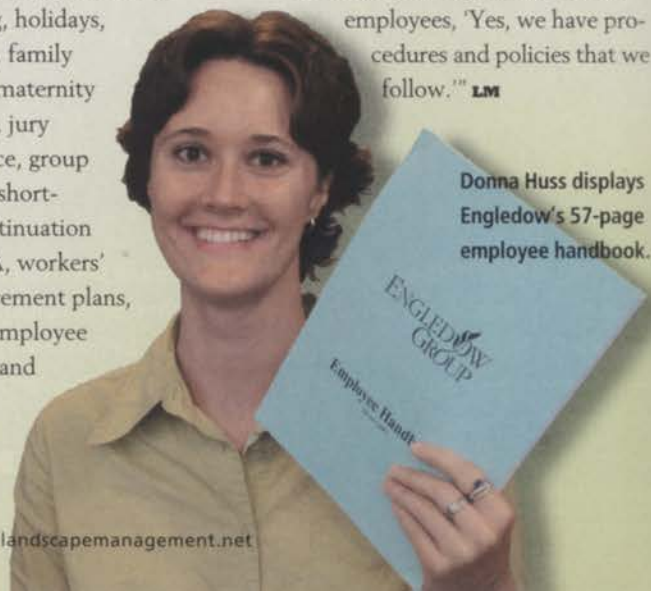 , holidays,
family
maternity
jury
ce, group
short-
tinuation
A, workers'
ement plans,
mployee
and
employees, 'Yes, we have pro-
cedures and policies that we
follow.'" LM
Donna Huss displays
Engledow's 57-page
employee handbook.
ENGLEDOW
GROUP
Employee Handb
landscapemanagement.net